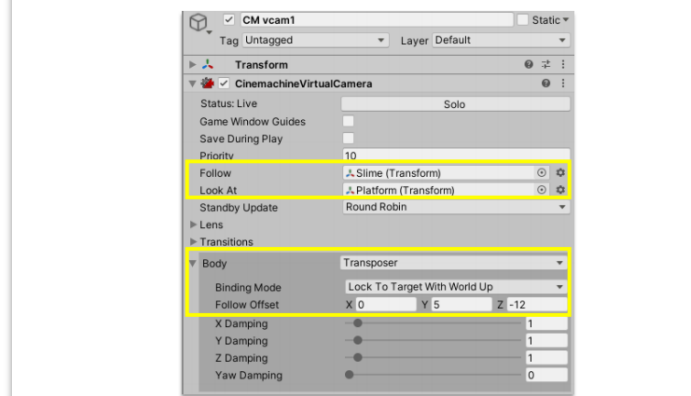 CM vcam1 Static
Tag Untagged Layer Default
Transform
CinemachineVirtualCamera
Status: Live Solo
Game Window Guides
Save During Play
Priority 10
Follow Slime (Transform)
Look At Platform (Transform)
Standby Update Round Robin
Lens
Transitions
Body Transposer
Binding Mode Lock To Target With World Up
Follow Offset X 0 Y 5 Z -12
X Damping 1
Y Damping 1
Z Damping 1
Yaw Damping 0